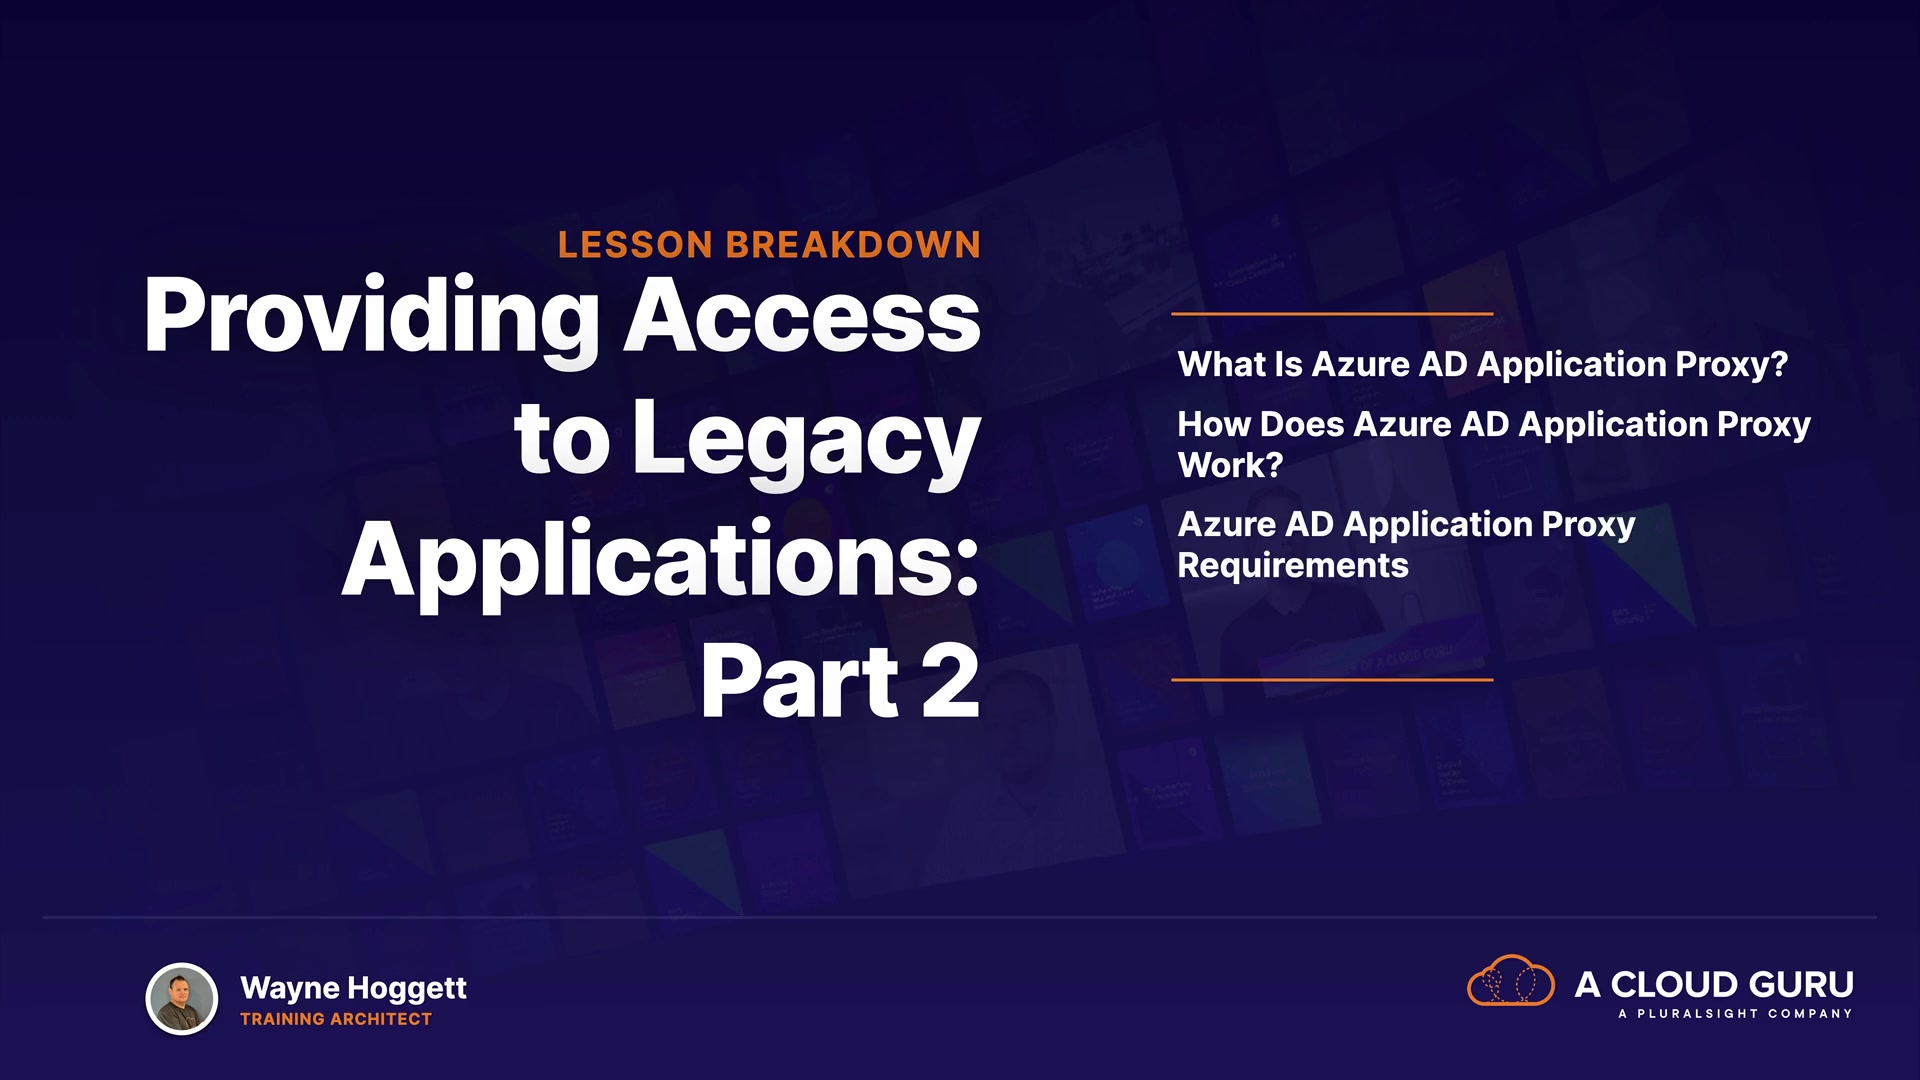 LESSON BREAKDOWN
Providing Access
to Legacy
Applications:
Part 2
What Is Azure AD Application Proxy?
How Does Azure AD Application Proxy
Work?
Azure AD Application Proxy
Requirements
Wayne Hoggett
TRAINING ARCHITECT
A CLOUD GURU
A PLURALSIGHT COMPANY